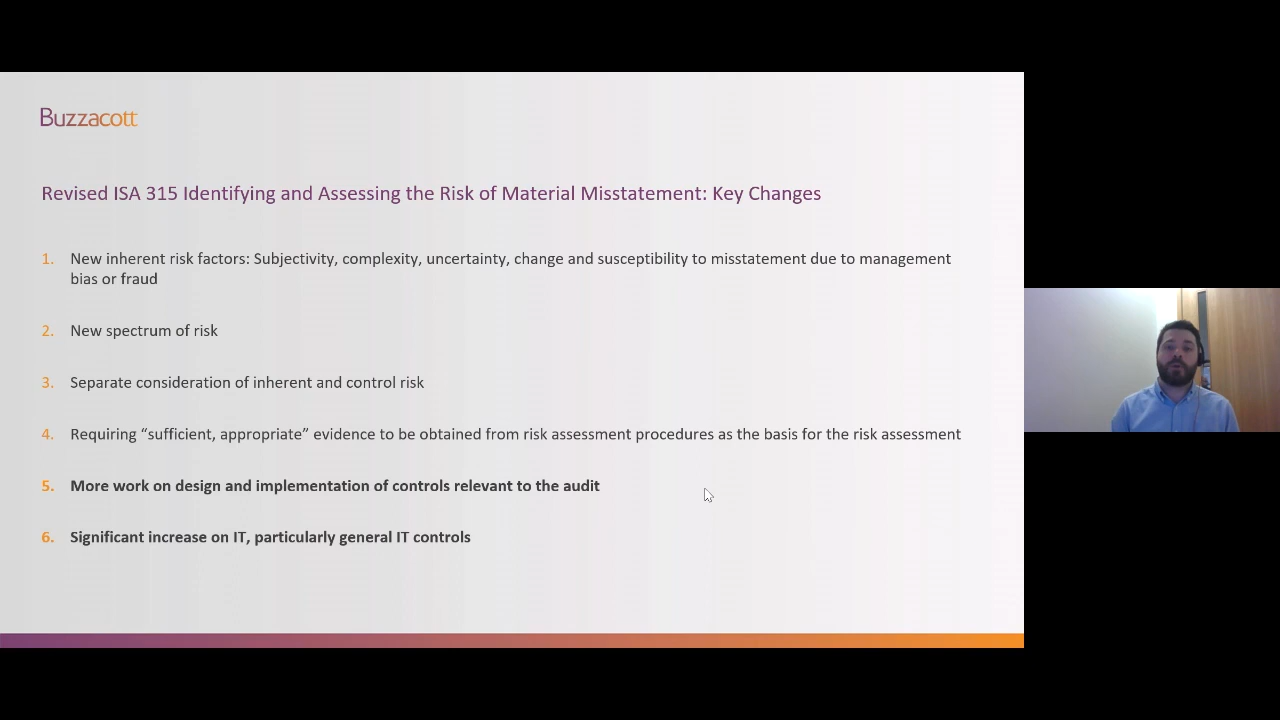 Buzzacott
Revised ISA 315 Identifying and Assessing the Risk of Material Misstatement: Key Changes
1. New inherent risk factors: Subjectivity, complexity, uncertainty, change and susceptibility to misstatement due to management
bias or fraud
2. New spectrum of risk
3. Separate consideration of inherent and control risk
4. Requiring “sufficient, appropriate” evidence to be obtained from risk assessment procedures as the basis for the risk assessment
5. More work on design and implementation of controls relevant to the audit
6. Significant increase on IT, particularly general IT controls